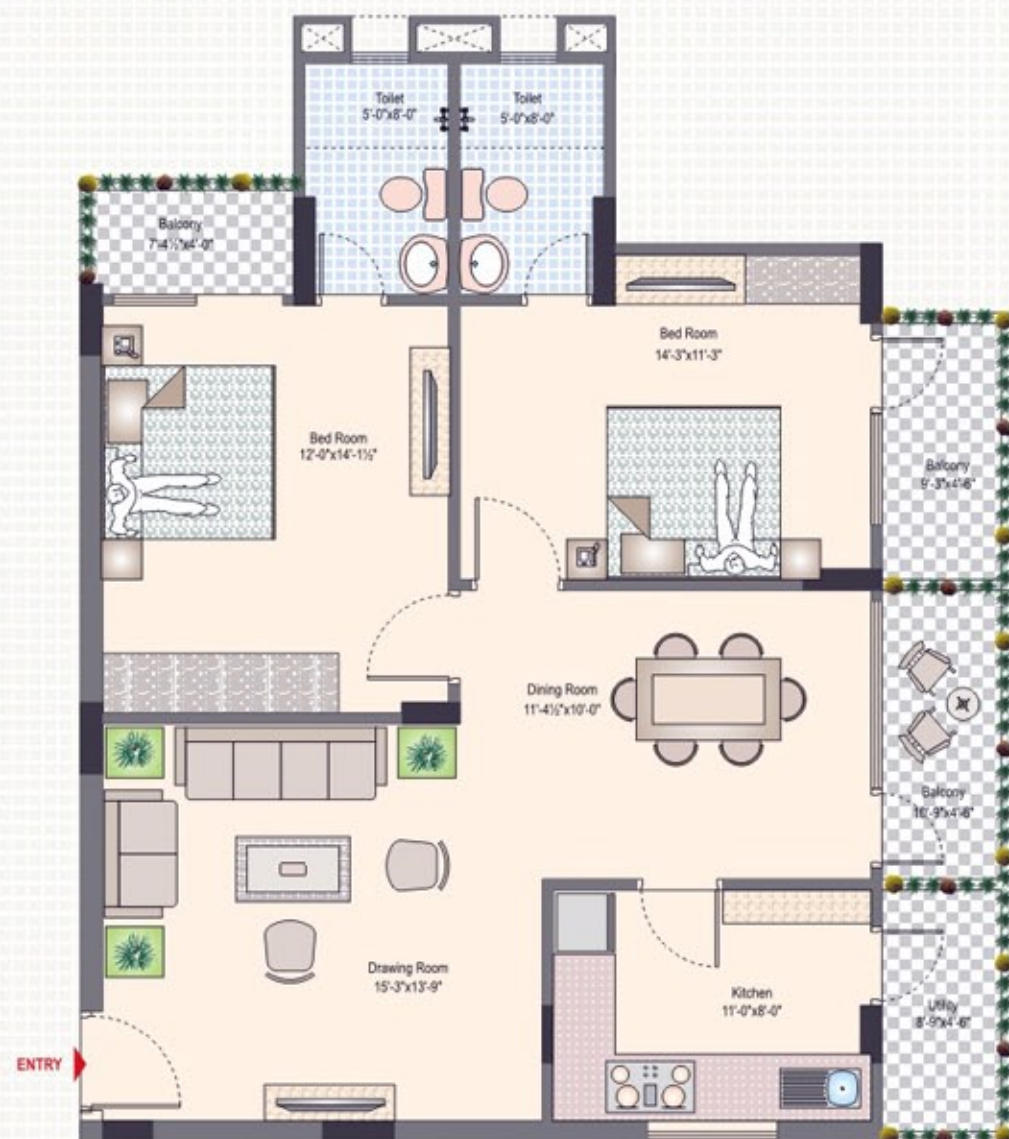 Toilet
5'-0"x8'-0"
Toilet
5'-0"x8'-0"
Balcony
7'-4½"x4'-0"
Bed Room
14'-3"x11'-3"
Bed Room
12'-0"x14'-1½"
Balcony
9'-3"x4'-6"
Dining Room
11'-4½"x10'-0"
Balcony
10'-9"x4'-6"
Drawing Room
15'-3"x13'-9"
Kitchen
11'-0"x8'-0"
Utility
8'-9"x4'-6"
ENTRY